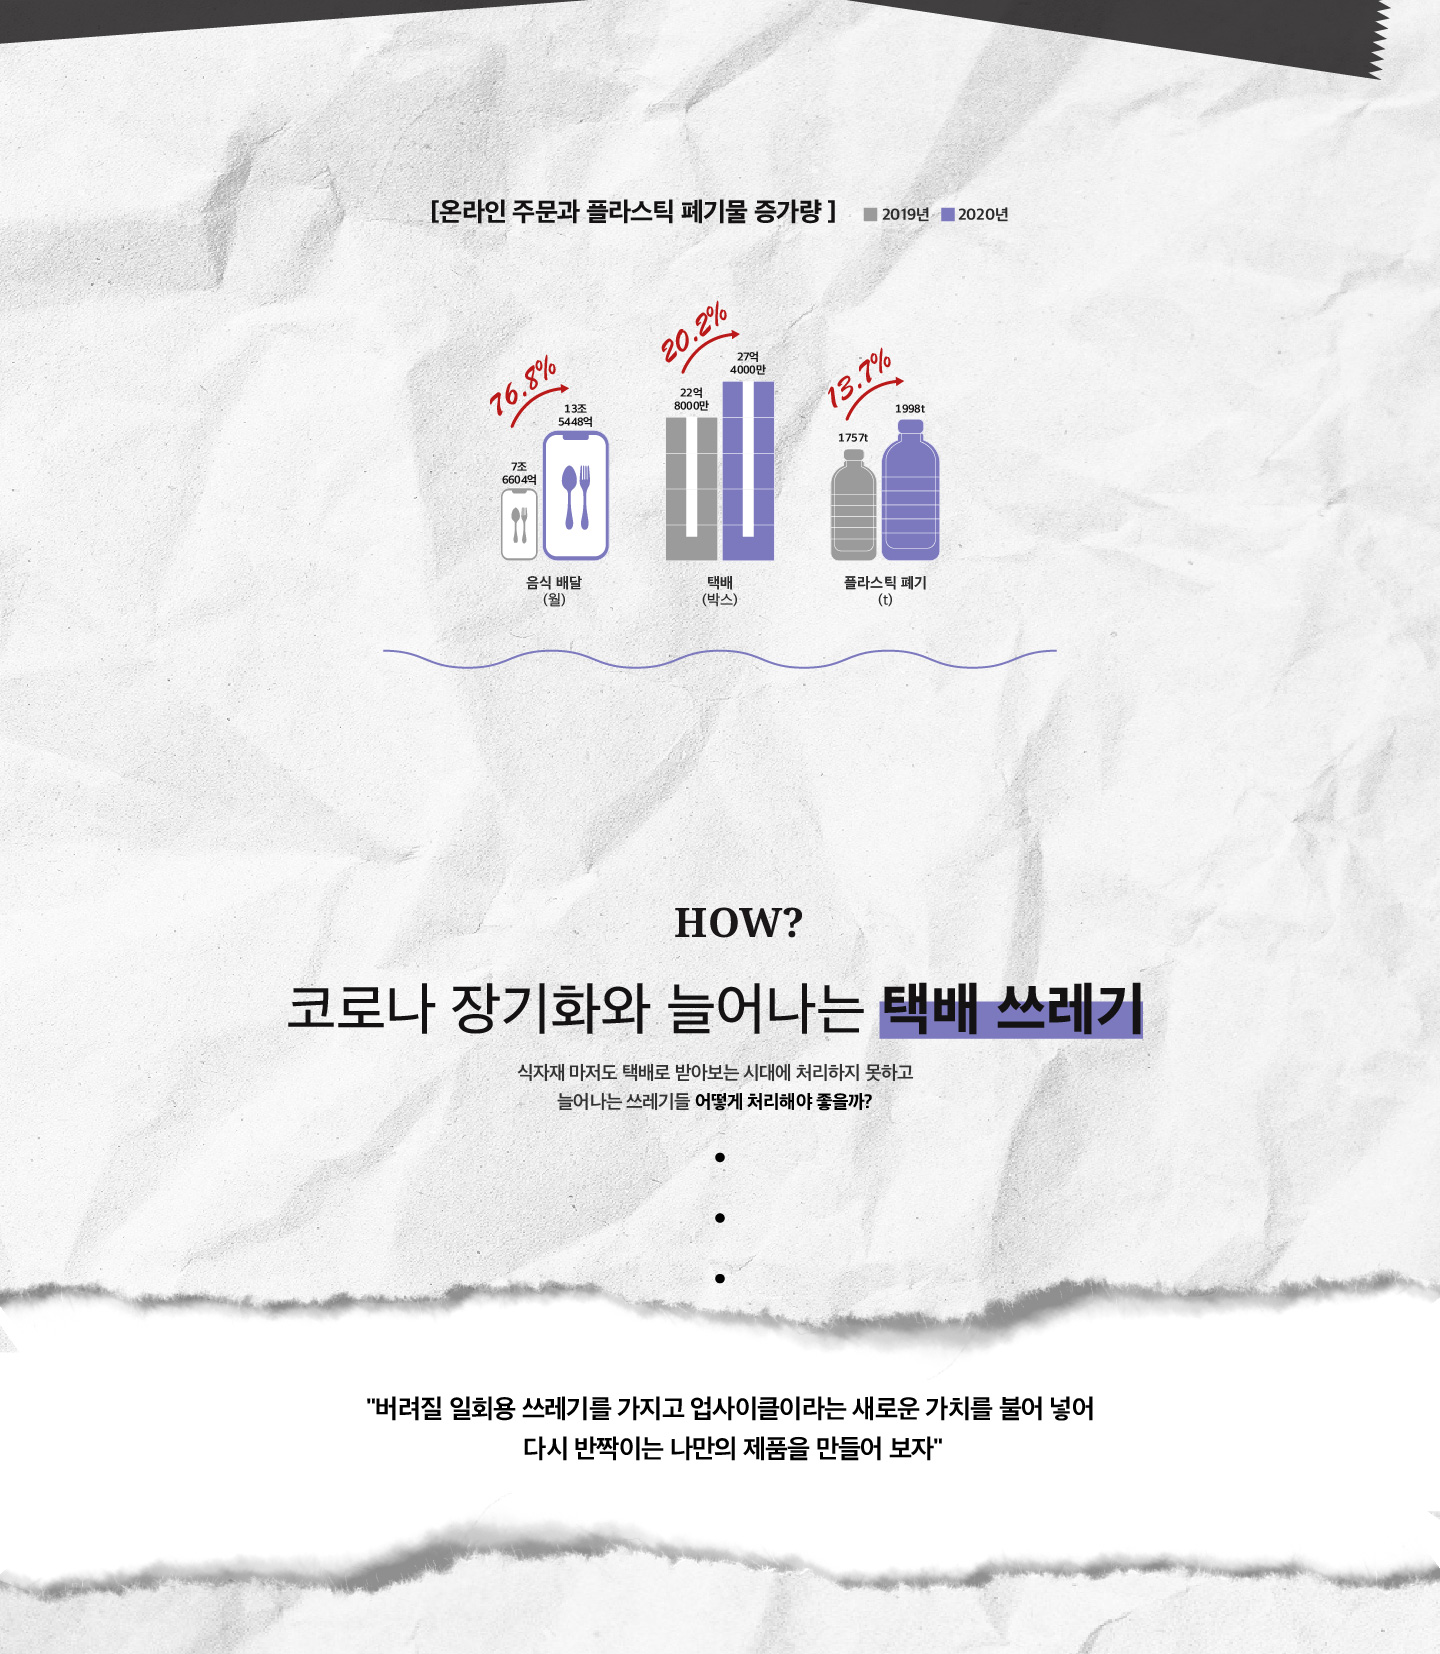 [온라인 주문과 플라스틱 폐기물 증가량 ]
2019년
2020년
76.8%
7조
6604억
13조
5448억
음식 배달
(월)
20.2%
22억
8000만
27억
4000만
택배
(박스)
13.7%
1757t
1998t
플라스틱 폐기
(t)
HOW?
코로나 장기화와 늘어나는 택배 쓰레기
식자재 마저도 택배로 받아보는 시대에 처리하지 못하고
늘어나는 쓰레기들 어떻게 처리해야 좋을까?
"버려질 일회용 쓰레기를 가지고 업사이클이라는 새로운 가치를 불어 넣어
다시 반짝이는 나만의 제품을 만들어 보자"